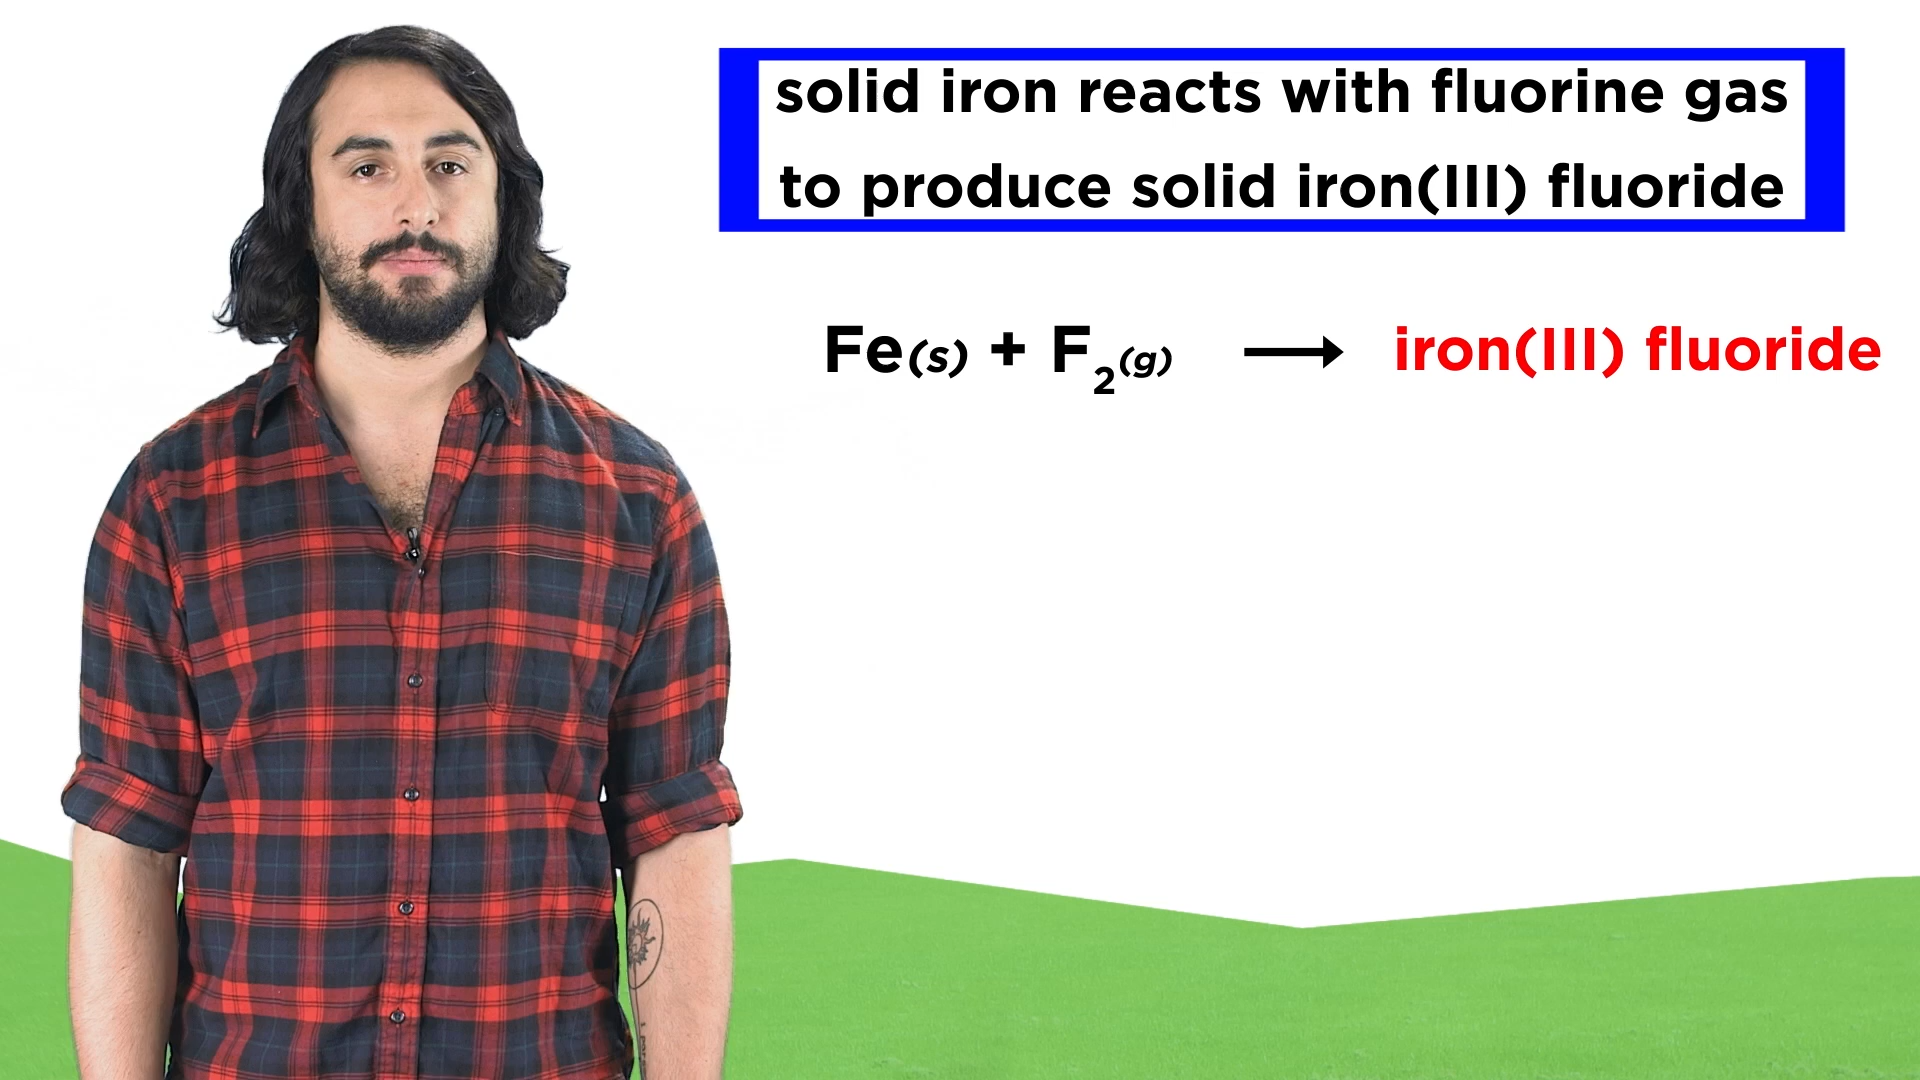 solid iron reacts with fluorine gas
to produce solid iron(III) fluoride
Fe(s) + F₂(g) → iron(III) fluoride